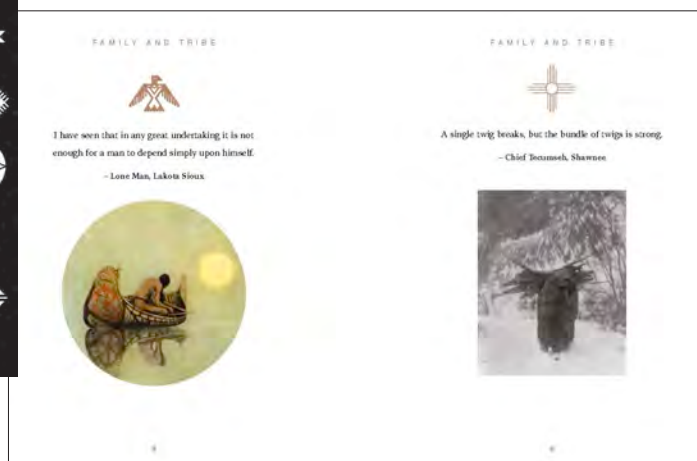 FAMILY AND TRIBE
I have seen that in any great undertaking it is not
enough for a man to depend simply upon himself.
– Lone Man, Lakota Sioux
FAMILY AND TRIBE
A single twig breaks, but the bundle of twigs is strong.
– Chief Tecumseh, Shawnee